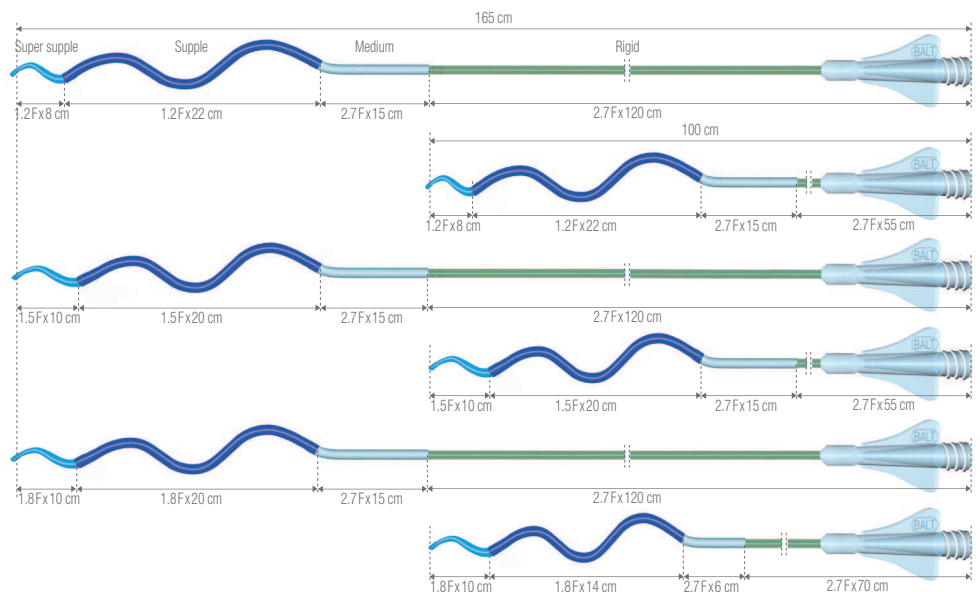 165 cm
Super supple Supple Medium Rigid
BALT
1.2Fx8 cm 1.2Fx22 cm 2.7Fx15 cm 2.7Fx120 cm
100 cm
BALT
1.2Fx8 cm 1.2Fx22 cm 2.7Fx15 cm 2.7Fx55 cm
BALT
1.5Fx10 cm 1.5Fx20 cm 2.7Fx15 cm 2.7Fx120 cm
BALT
1.5Fx10 cm 1.5Fx20 cm 2.7Fx15 cm 2.7Fx55 cm
BALT
1.8Fx10 cm 1.8Fx20 cm 2.7Fx15 cm 2.7Fx120 cm
BALT
1.8Fx10 cm 1.8Fx14 cm 2.7Fx6 cm 2.7Fx70 cm